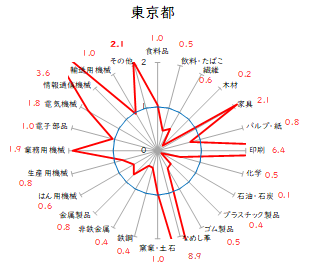 東京都
食料品 1.0
飲料・たばこ 0.5
繊維 0.6
木材 0.2
家具 2.1
パルプ・紙 0.8
印刷 6.4
化学 0.5
石油・石炭 0.1
プラスチック 0.4
ゴム製品 0.5
なめし革 8.9
窯業・土石 1.0
鉄鋼 0.4
非鉄金属 0.4
金属製品 0.8
はん用機械 0.6
生産用機械 0.8
業務用機械 1.9
電子部品 1.0
電気機械 1.8
情報通信機械 3.6
輸送用機械 1.0
その他 2.1
2
1
0